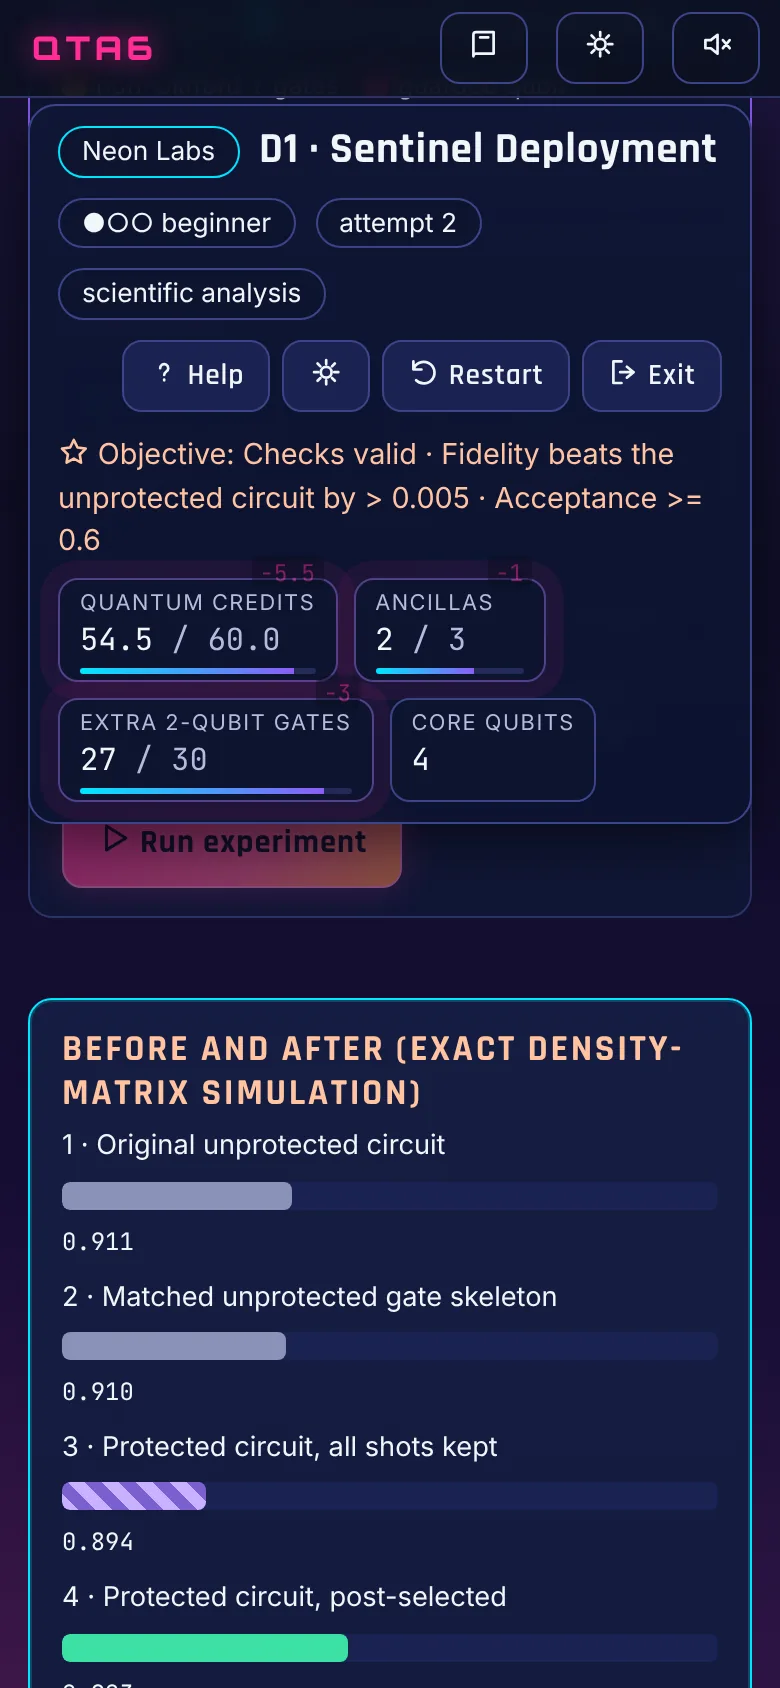 QTA6
Neon Labs
D1 · Sentinel Deployment
●○○ beginner
attempt 2
scientific analysis
? Help
Restart
Exit
Objective: Checks valid · Fidelity beats the
unprotected circuit by > 0.005 · Acceptance >=
0.6
-5.5
-1
QUANTUM CREDITS
ANCILLAS
54.5 / 60.0
2 / 3
-3
EXTRA 2-QUBIT GATES
CORE QUBITS
27 / 30
4
Run experiment
BEFORE AND AFTER (EXACT DENSITY-
MATRIX SIMULATION)
1 · Original unprotected circuit
0.911
2 · Matched unprotected gate skeleton
0.910
3 · Protected circuit, all shots kept
0.894
4 · Protected circuit, post-selected